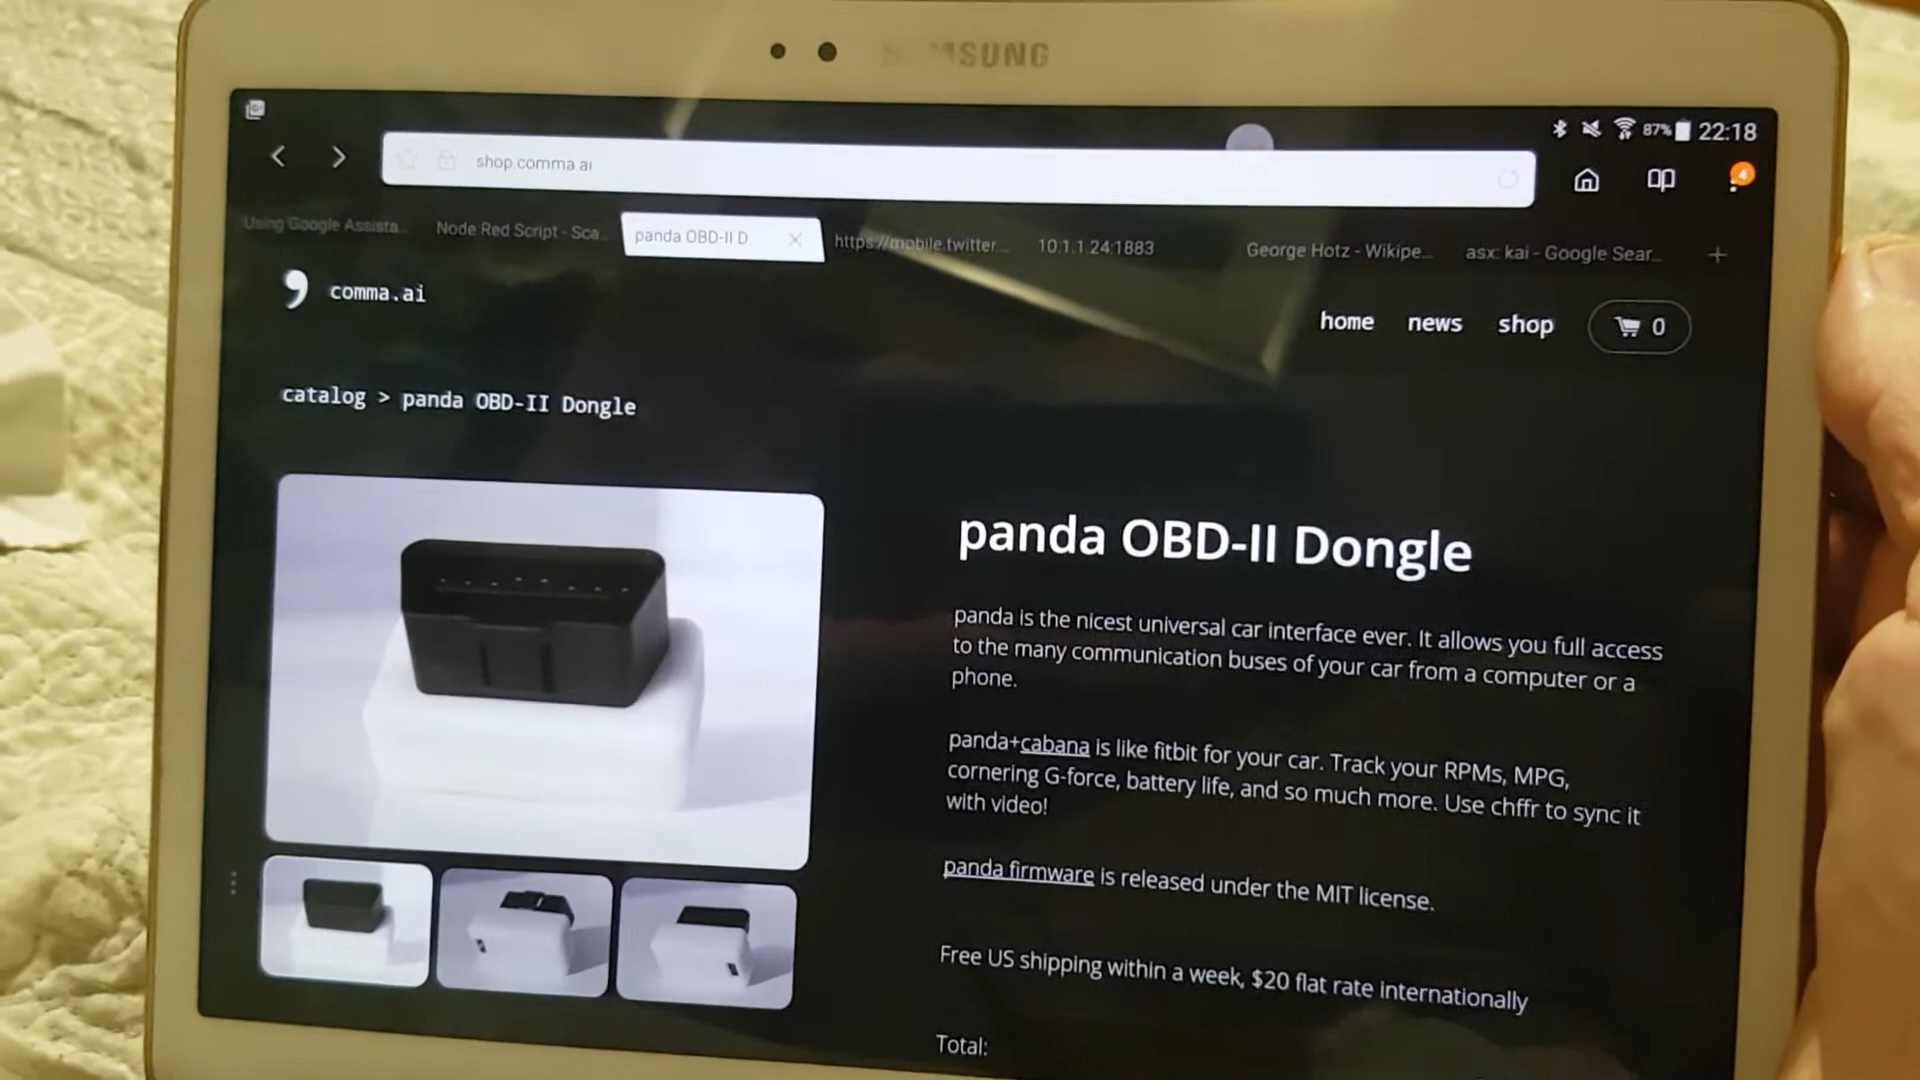 SAMSUNG
87% 22:18
shop.comma.ai
4
Using Google Assista...
Node Red Script - Sca...
panda OBD-II D
https://mobile.twitter...
10.1.1.24:1883
George Hotz - Wikipe...
asx: kai - Google Sear...
comma.ai
home news shop 0
catalog > panda OBD-II Dongle
panda OBD-II Dongle
panda is the nicest universal car interface ever. It allows you full access
to the many communication buses of your car from a computer or a
phone.
panda+cabana is like fitbit for your car. Track your RPMs, MPG,
cornering G-force, battery life, and so much more. Use chffr to sync it
with video!
panda firmware is released under the MIT license.
Free US shipping within a week, $20 flat rate internationally
Total: